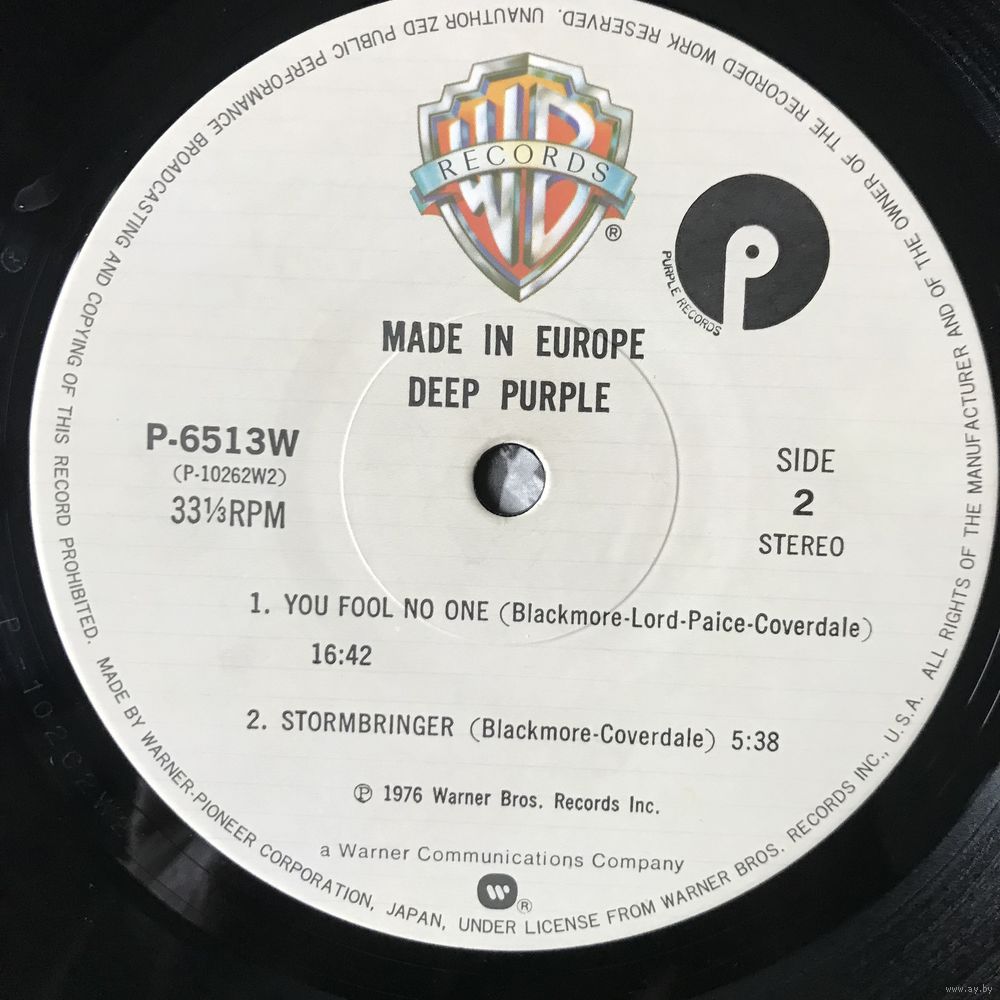 WB
RECORDS
®
PURPLE RECORDS
MADE IN EUROPE
DEEP PURPLE
P-6513W
(P-10262W2)
33⅓RPM
SIDE
2
STEREO
1. YOU FOOL NO ONE (Blackmore-Lord-Paice-Coverdale)
16:42
2. STORMBRINGER (Blackmore-Coverdale) 5:38
℗ 1976 Warner Bros. Records Inc.
a Warner Communications Company
®
MADE BY WARNER-PIONEER CORPORATION, JAPAN, UNDER LICENSE FROM WARNER BROS. RECORDS INC., U.S.A. ALL RIGHTS OF THE MANUFACTURER AND OF THE OWNER OF THE RECORDED WORK RESERVED. UNAUTHOR ZED PUBLIC PERFORMANCE BROADCASTING AND COPYING OF THIS RECORD PROHIBITED.
www.ay.by